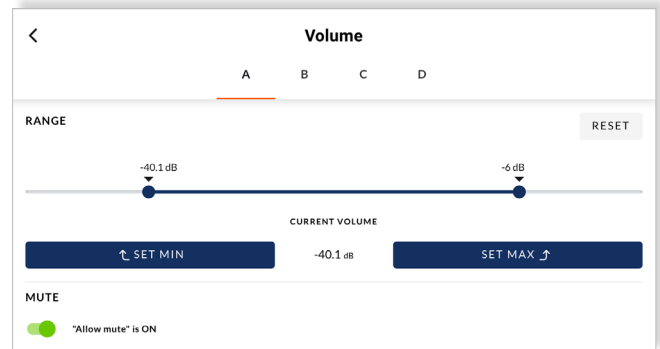 Volume
A B C D
RANGE
RESET
-40.1 dB -6 dB
CURRENT VOLUME
SET MIN -40.1 dB SET MAX
MUTE
"Allow mute" is ON